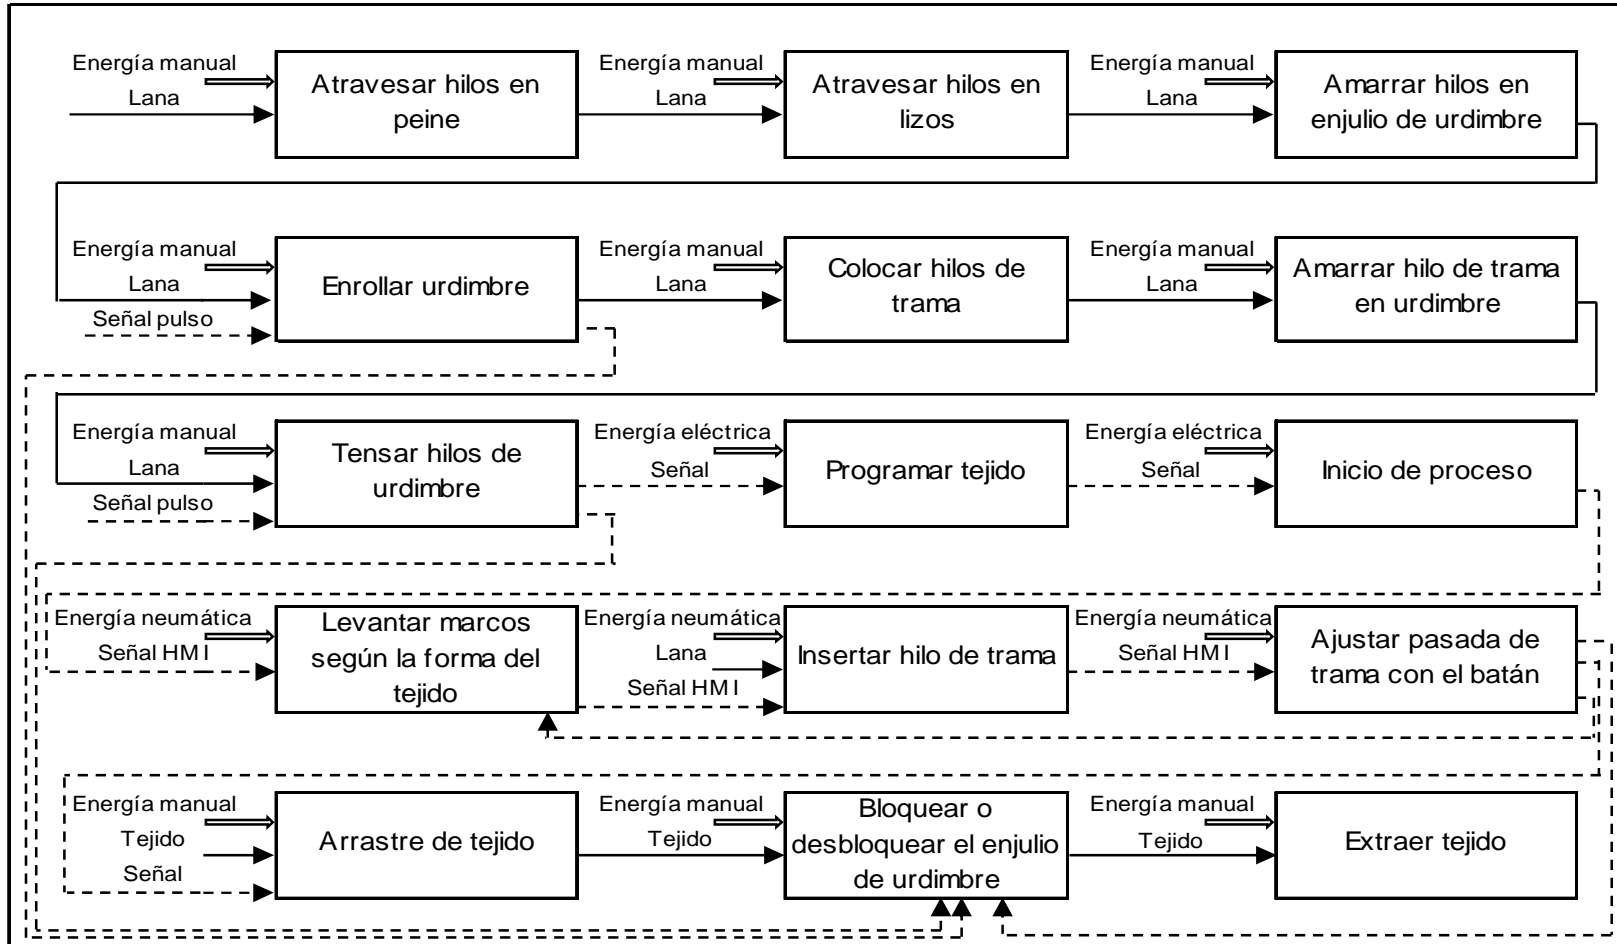 Energía manual
Lana
Atravesar hilos en
peine
Energía manual
Lana
Atravesar hilos en
lizos
Energía manual
Lana
Amarrar hilos en
enjulio de urdimbre
Energía manual
Lana
Señal pulso
Enrollar urdimbre
Energía manual
Lana
Colocar hilos de
trama
Energía manual
Lana
Amarrar hilo de trama
en urdimbre
Energía manual
Lana
Señal pulso
Tensar hilos de
urdimbre
Energía eléctrica
Señal
Programar tejido
Energía eléctrica
Señal
Inicio de proceso
Energía neumática
Señal HMI
Levantar marcos
según la forma del
tejido
Energía neumática
Lana
Señal HMI
Insertar hilo de trama
Energía neumática
Señal HMI
Ajustar pasada de
trama con el batán
Energía manual
Tejido
Señal
Arrastre de tejido
Energía manual
Tejido
Bloquear o
desbloquear el enjulio
de urdimbre
Energía manual
Tejido
Extraer tejido